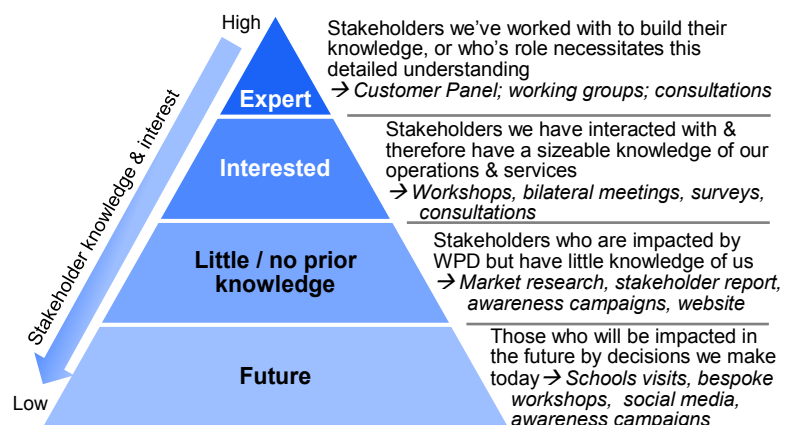 High
Stakeholder knowledge & interest
Low
Expert
Stakeholders we've worked with to build their
knowledge, or who's role necessitates this
detailed understanding
→ Customer Panel; working groups; consultations
Interested
Stakeholders we have interacted with &
therefore have a sizeable knowledge of our
operations & services
→ Workshops, bilateral meetings, surveys,
consultations
Little / no prior
knowledge
Stakeholders who are impacted by
WPD but have little knowledge of us
→ Market research, stakeholder report,
awareness campaigns, website
Future
Those who will be impacted in
the future by decisions we make
today → Schools visits, bespoke
workshops, social media,
awareness campaigns